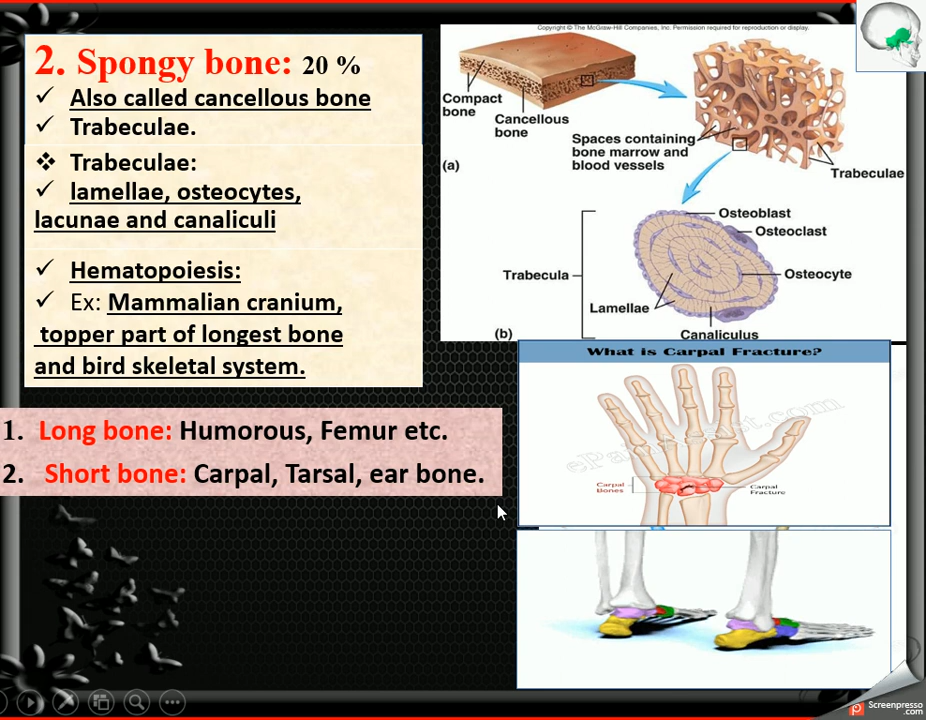 2. Spongy bone: 20 %
✓ Also called cancellous bone
✓ Trabeculae.
❖ Trabeculae:
✓ lamellae, osteocytes,
lacunae and canaliculi
✓ Hematopoiesis:
✓ Ex: Mammalian cranium,
topper part of longest bone
and bird skeletal system.
1. Long bone: Humorous, Femur etc.
2. Short bone: Carpal, Tarsal, ear bone.
Copyright © The McGraw-Hill Companies, Inc. Permission required for reproduction or display.
Compact
bone
Cancellous
bone
Spaces containing
bone marrow and
blood vessels
Trabeculae
(a)
Osteoblast
Osteoclast
Trabecula
Osteocyte
Lamellae
Canaliculus
(b)
What is Carpal Fracture?
Carpal
Bones
Carpal
Fracture
Screenpresso
.com